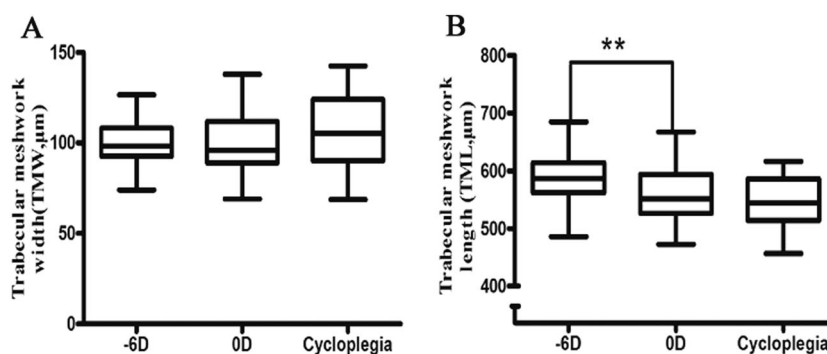 A
Trabecular meshwork
width(TMW,μm)
150
100
50
0
-6D
0D
Cycloplegia
B
Trabecular meshwork
length (TML,μm)
800
700
600
500
400
**
-6D
0D
Cycloplegia